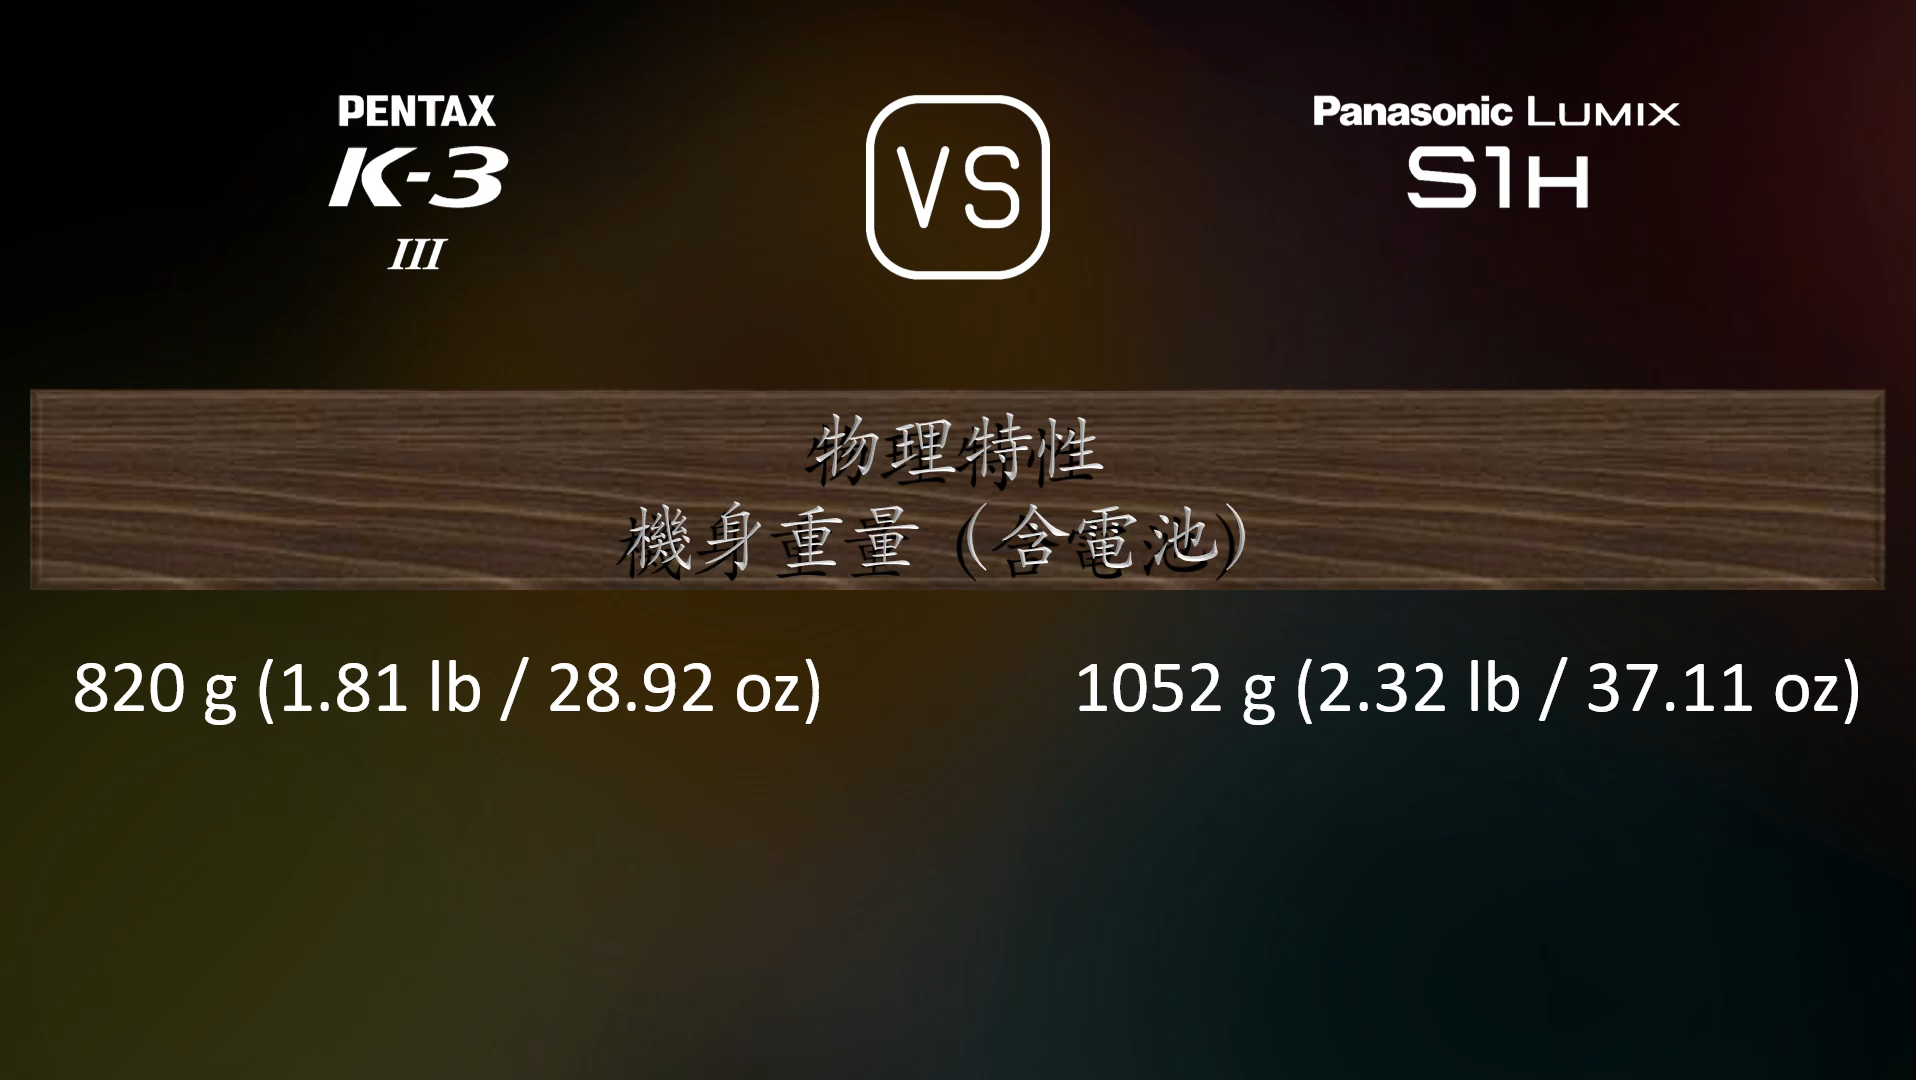 PENTAX
K-3
III
VS
Panasonic LUMIX
S1H
物理特性
機身重量（含電池）
820 g (1.81 lb / 28.92 oz)
1052 g (2.32 lb / 37.11 oz)